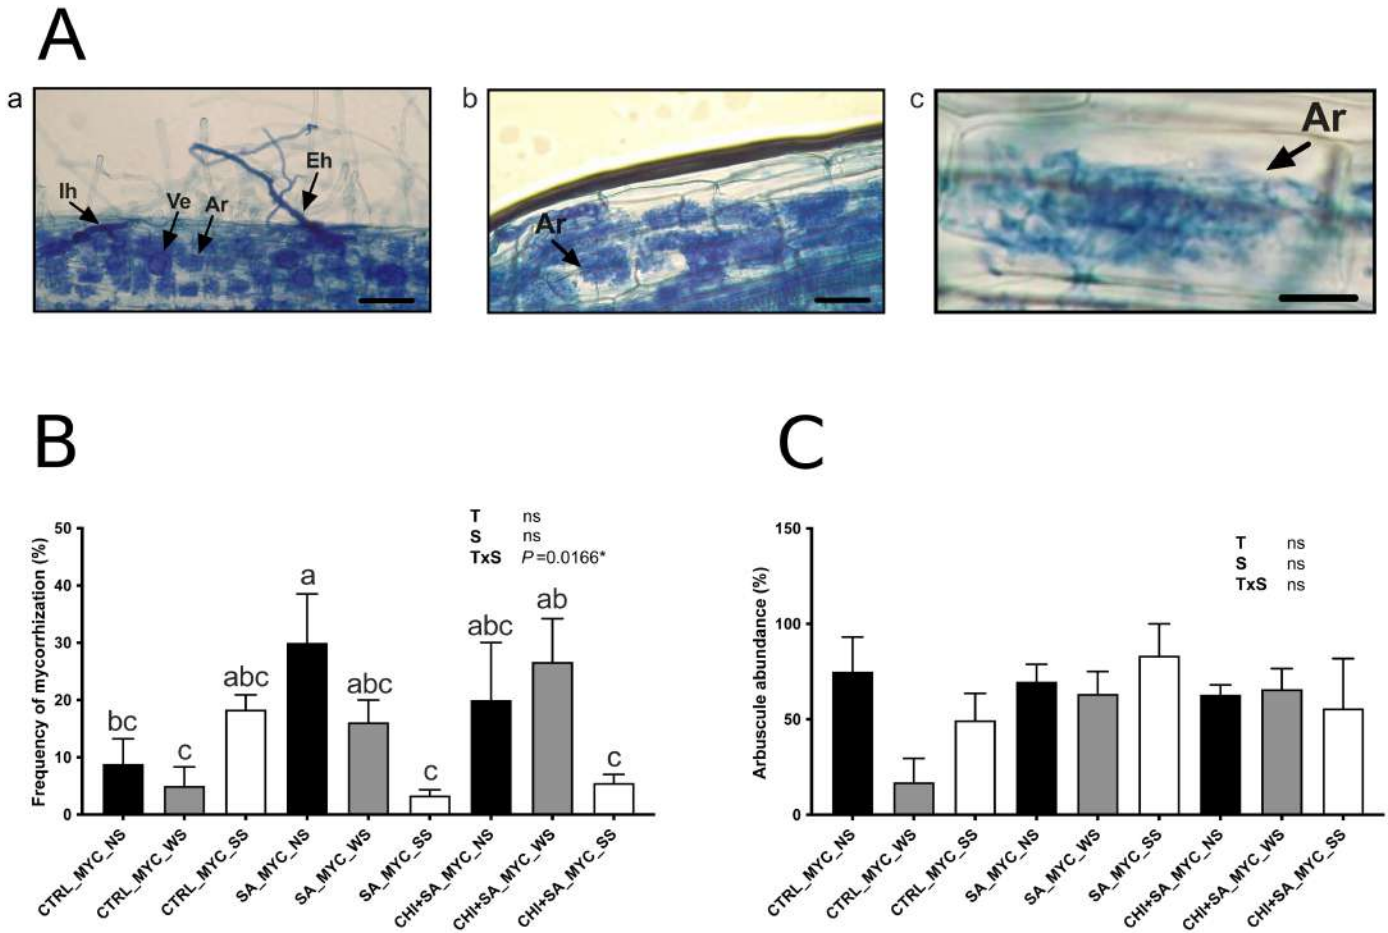 A
a
Ih
Ve
Ar
Eh
b
Ar
c
Ar
B
T ns
S ns
TxS P=0.0166*
Frequency of mycorrhization (%)
50
40
30
20
10
0
bc
c
abc
a
abc
c
abc
ab
c
CTRL_MYC_NS
CTRL_MYC_WS
CTRL_MYC_SS
SA_MYC_NS
SA_MYC_WS
SA_MYC_SS
CHI+SA_MYC_NS
CHI+SA_MYC_WS
CHI+SA_MYC_SS
C
T ns
S ns
TxS ns
Arbuscule abundance (%)
150
100
50
0
CTRL_MYC_NS
CTRL_MYC_WS
CTRL_MYC_SS
SA_MYC_NS
SA_MYC_WS
SA_MYC_SS
CHI+SA_MYC_NS
CHI+SA_MYC_WS
CHI+SA_MYC_SS